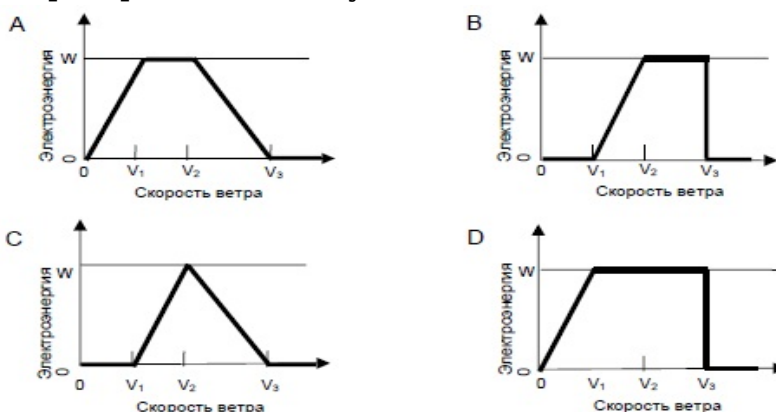 A
B
Электроэнергия
W
0
0
V₁
V₂
V₃
Скорость ветра
Электроэнергия
W
0
0
V₁
V₂
V₃
Скорость ветра
C
D
Электроэнергия
W
0
0
V₁
V₂
V₃
Скорость ветра
Электроэнергия
W
0
0
V₁
V₂
V₃
Скорость ветра